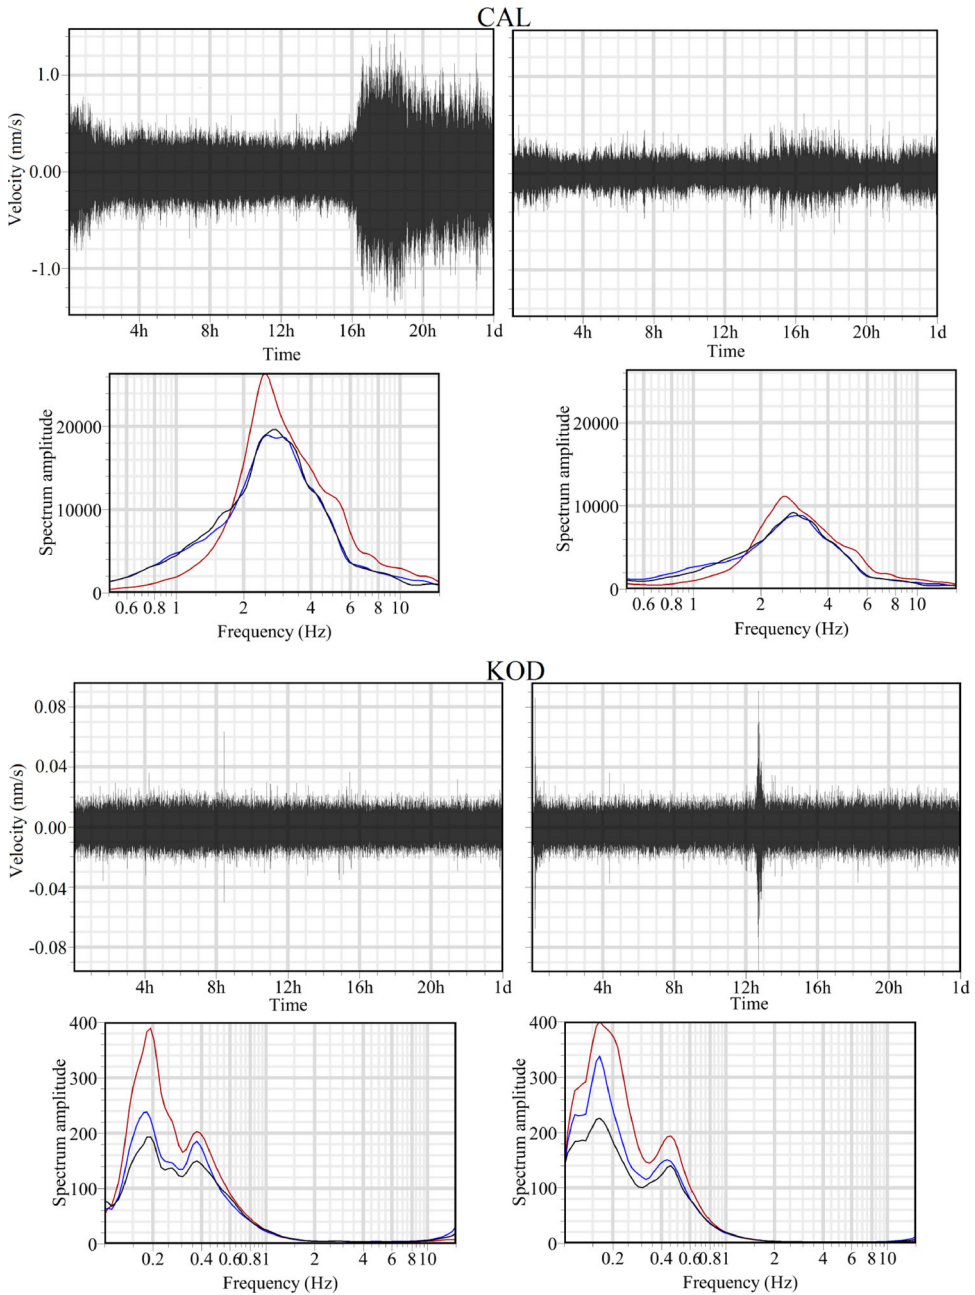 CAL
Velocity (nm/s)
1.0
0.00
-1.0
4h 8h 12h 16h 20h 1d
Time
4h 8h 12h 16h 20h 1d
Time
Spectrum amplitude
20000
10000
0
0.6 0.8 1 2 4 6 8 10
Frequency (Hz)
Spectrum amplitude
20000
10000
0
0.6 0.8 1 2 4 6 8 10
Frequency (Hz)
KOD
Velocity (nm/s)
0.08
0.04
0.00
-0.04
-0.08
4h 8h 12h 16h 20h 1d
Time
4h 8h 12h 16h 20h 1d
Time
Spectrum amplitude
400
300
200
100
0
0.2 0.4 0.6 0.8 1 2 4 6 8 10
Frequency (Hz)
Spectrum amplitude
400
300
200
100
0
0.2 0.4 0.6 0.8 1 2 4 6 8 10
Frequency (Hz)